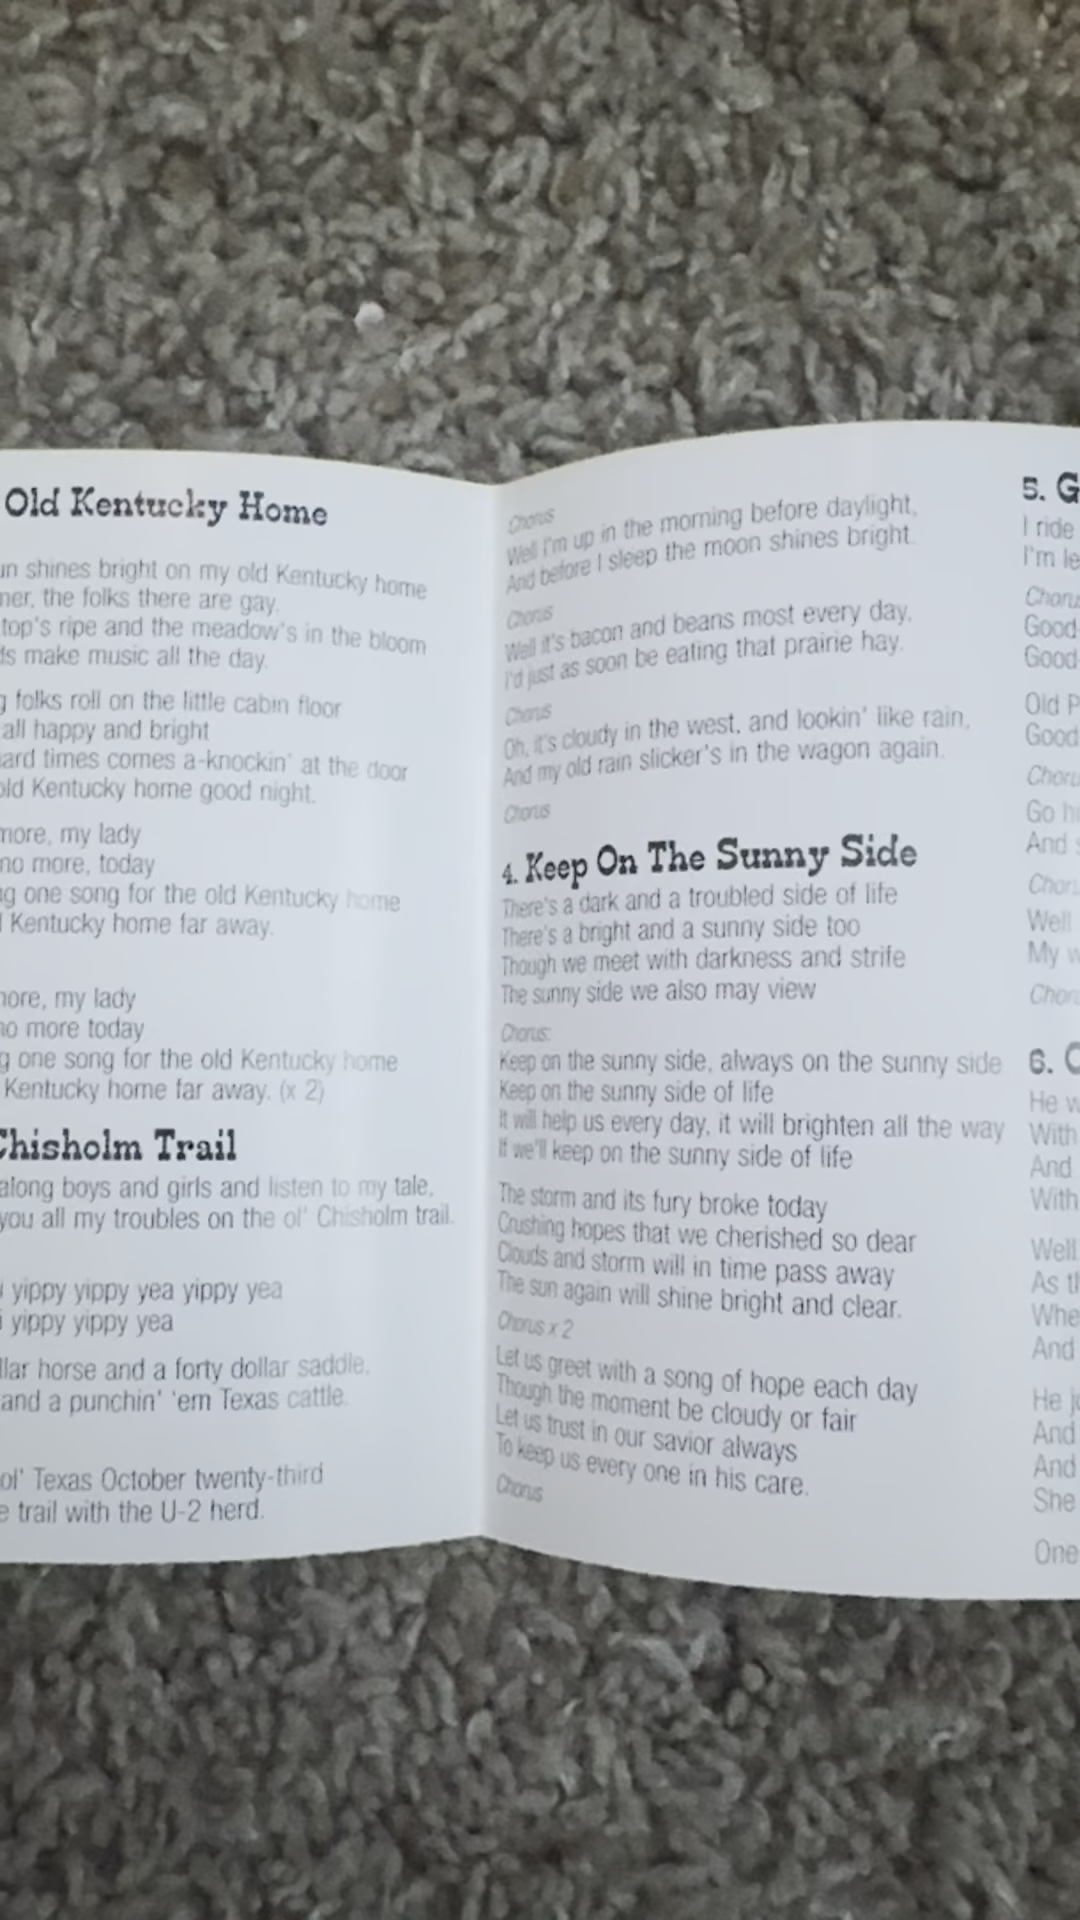 Old Kentucky Home
shines bright on my old Kentucky home
the folks there are gay.
top's ripe and the meadow's in the bloom
make music all the day.
folks roll on the little cabin floor
all happy and bright
times comes a-knockin' at the door
Kentucky home good night.
more, my lady
no more, today
one song for the old Kentucky home
Kentucky home far away.
my lady
more today
one song for the old Kentucky home
Kentucky home far away. (x 2)
Chisholm Trail
along boys and girls and listen to my tale,
you all my troubles on the ol' Chisholm trail.
yippy yippy yea yippy yea
yippy yippy yea
horse and a forty dollar saddle,
and a punchin' 'em Texas cattle.
ol' Texas October twenty-third
trail with the U-2 herd.
Chorus
Well I'm up in the morning before daylight,
And before I sleep the moon shines bright.
Chorus
Well it's bacon and beans most every day,
I'd just as soon be eating that prairie hay.
Chorus
Oh, it's cloudy in the west, and lookin' like rain,
And my old rain slicker's in the wagon again.
Chorus
4. Keep On The Sunny Side
There's a dark and a troubled side of life
There's a bright and a sunny side too
Though we meet with darkness and strife
The sunny side we also may view
Chorus:
Keep on the sunny side, always on the sunny side
Keep on the sunny side of life
It will help us every day, it will brighten all the way
If we'll keep on the sunny side of life
The storm and its fury broke today
Crushing hopes that we cherished so dear
Clouds and storm will in time pass away
The sun again will shine bright and clear.
Chorus x 2
Let us greet with a song of hope each day
Though the moment be cloudy or fair
Let us trust in our savior always
To keep us every one in his care.
Chorus
5. G
I ride
I'm
Good
Good
Old
Good
Go
And
Well
My
6.
He
With
And
With
Well
As
And
He
And
And
She
One